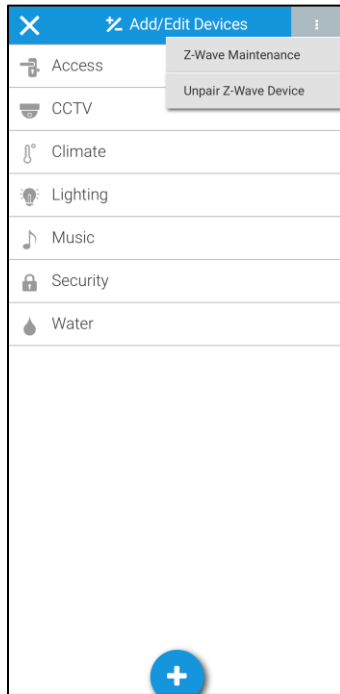 Add/Edit Devices
Z-Wave Maintenance
Unpair Z-Wave Device
Access
CCTV
Climate
Lighting
Music
Security
Water